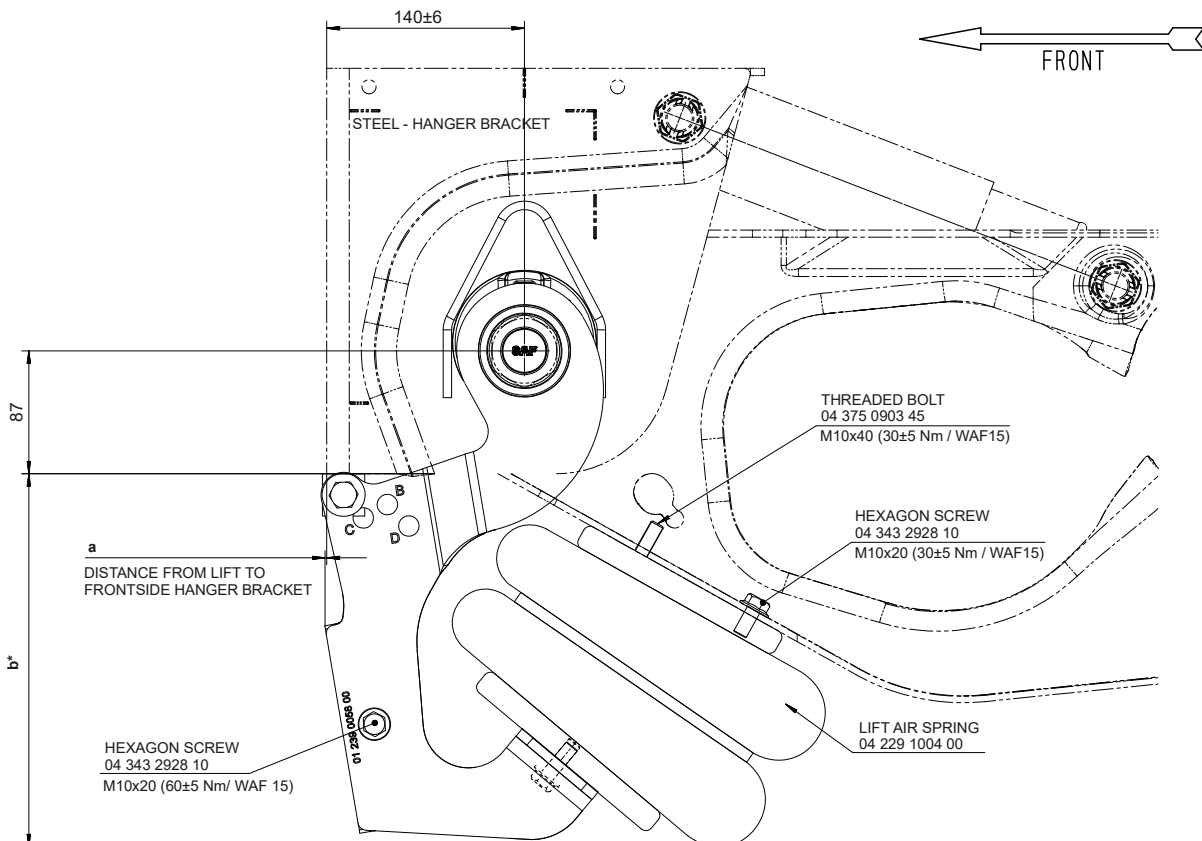 140±6
FRONT
STEEL - HANGER BRACKET
SAF
87
THREADED BOLT
04 375 0903 45
M10x40 (30±5 Nm / WAF15)
HEXAGON SCREW
04 343 2928 10
M10x20 (30±5 Nm / WAF15)
B
C
D
a
DISTANCE FROM LIFT TO
FRONTSIDE HANGER BRACKET
b*
01 239 0056 00
LIFT AIR SPRING
04 229 1004 00
HEXAGON SCREW
04 343 2928 10
M10x20 (60±5 Nm/ WAF 15)